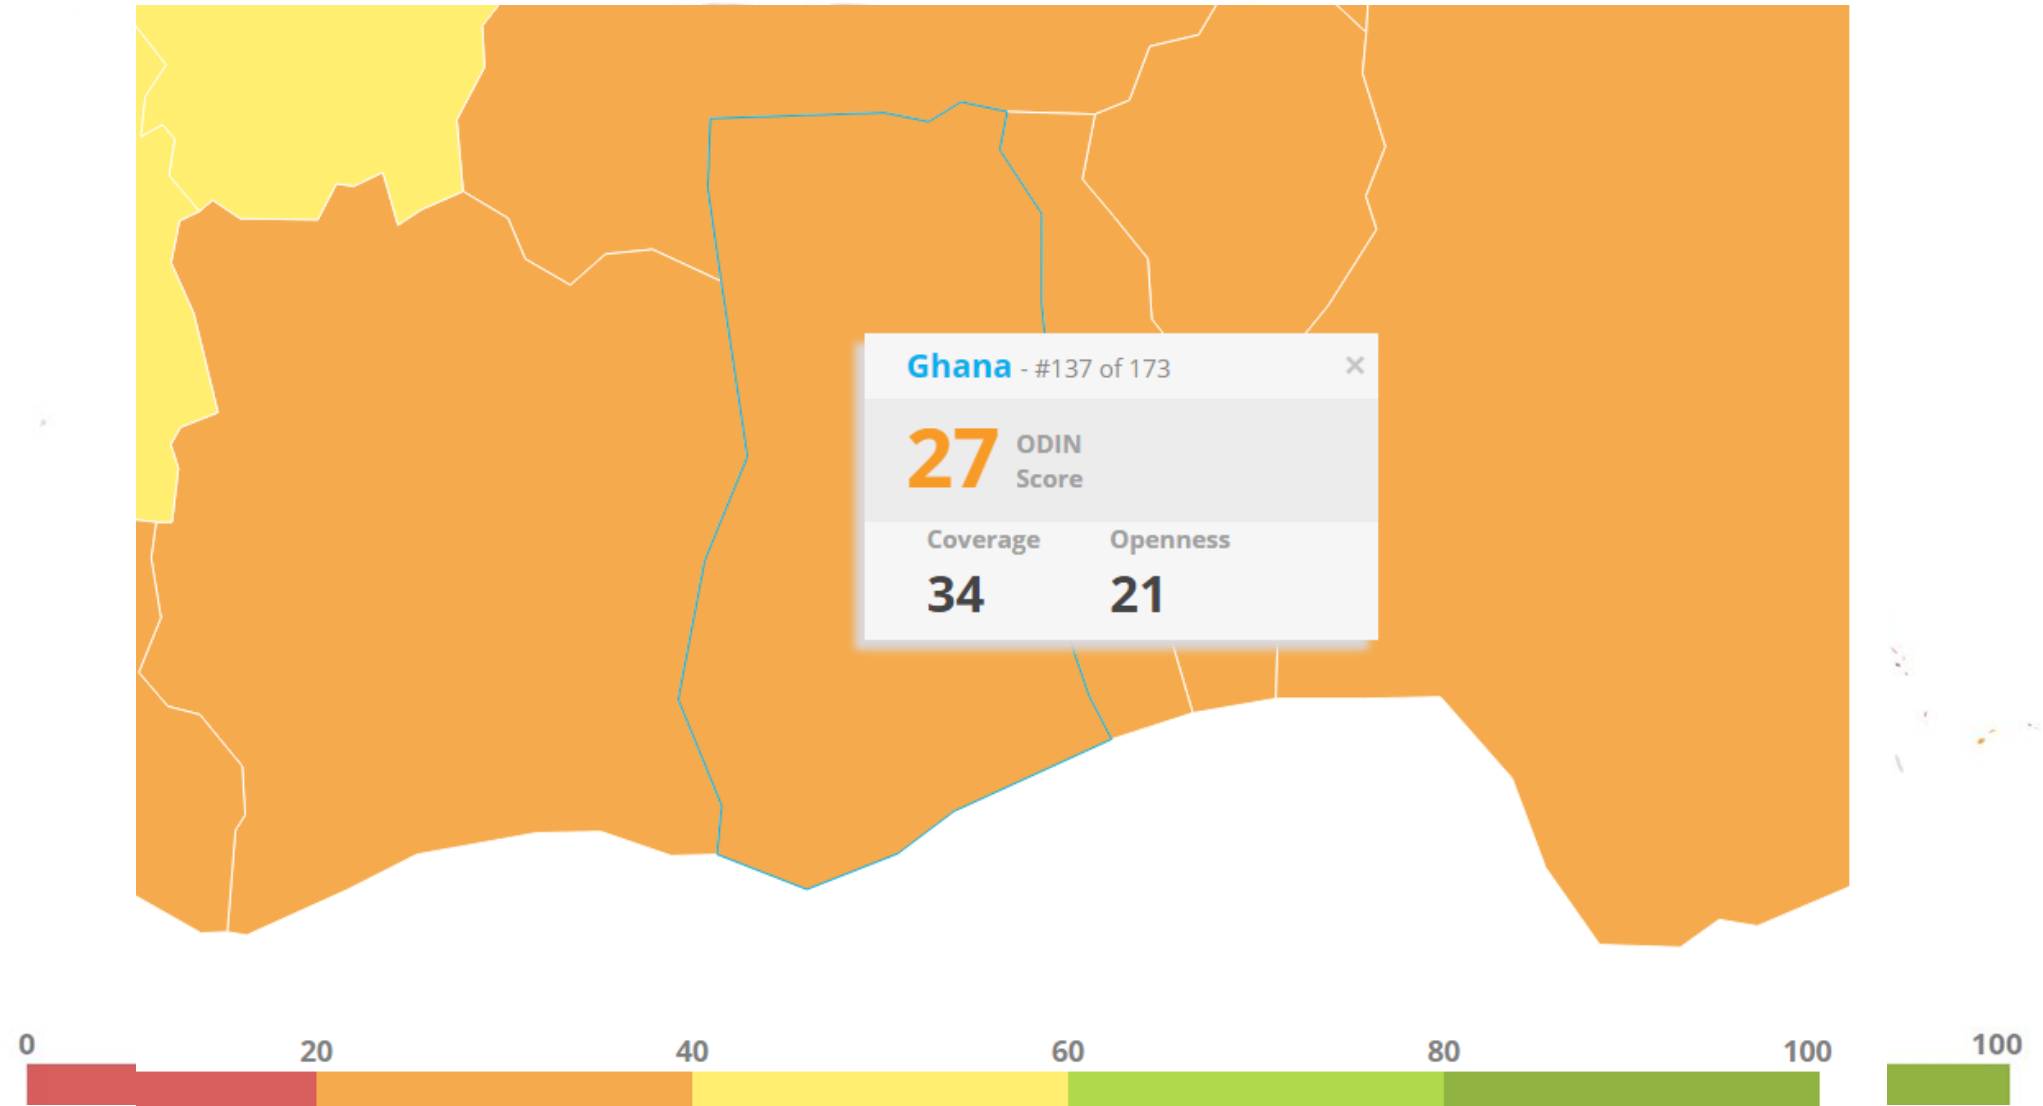 Ghana - #137 of 173 ×
27 ODIN Score
Coverage Openness
34 21
0 20 40 60 80 100 100